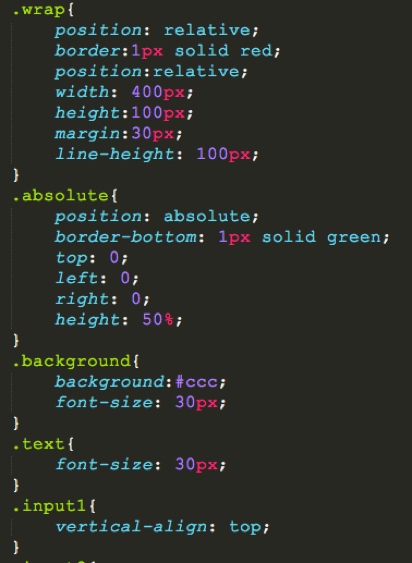 .wrap{
position: relative;
border:1px solid red;
position:relative;
width: 400px;
height:100px;
margin:30px;
line-height: 100px;
}
.absolute{
position: absolute;
border-bottom: 1px solid green;
top: 0;
left: 0;
right: 0;
height: 50%;
}
.background{
background:#ccc;
font-size: 30px;
}
.text{
font-size: 30px;
}
.input1{
vertical-align: top;
}